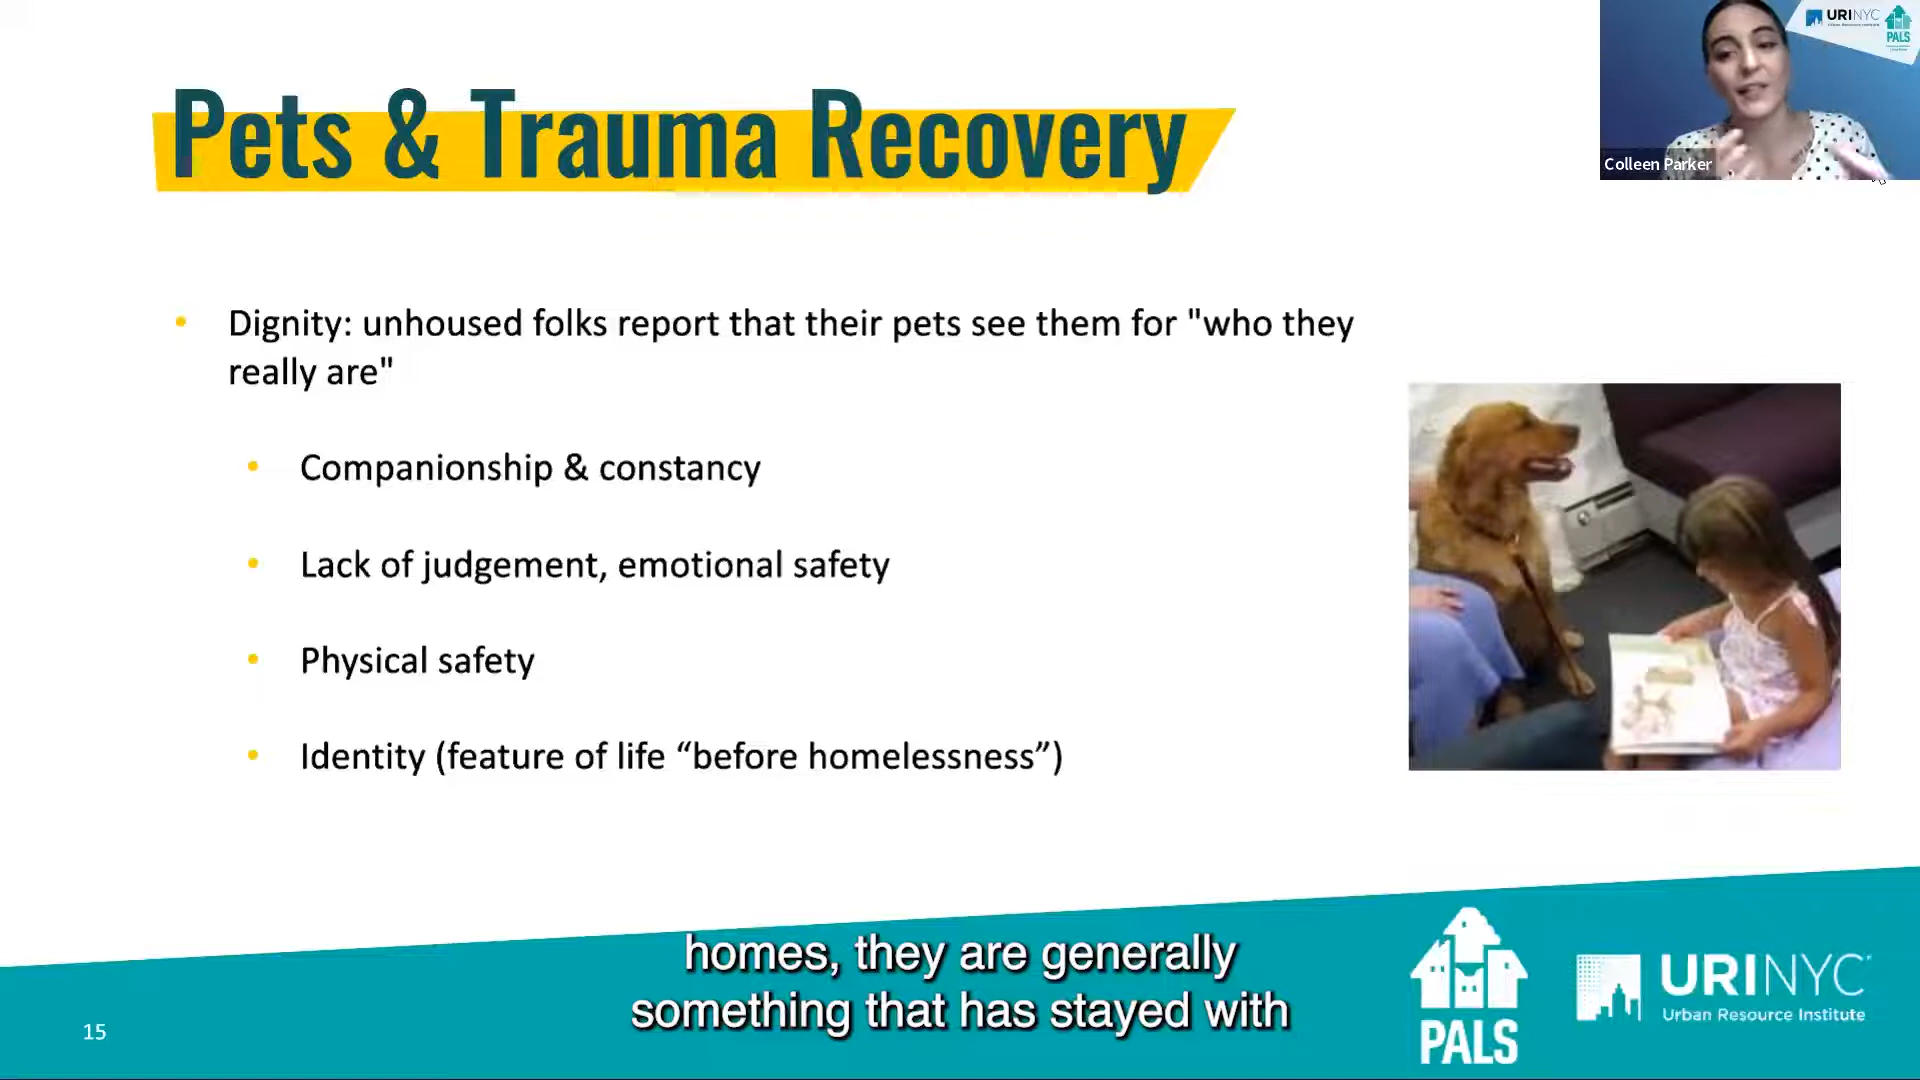 URINYC
PALS
Colleen Parker
Pets & Trauma Recovery
• Dignity: unhoused folks report that their pets see them for "who they
really are"
• Companionship & constancy
• Lack of judgement, emotional safety
• Physical safety
• Identity (feature of life “before homelessness”)
homes, they are generally
something that has stayed with
15
PALS
URINYC
Urban Resource Institute